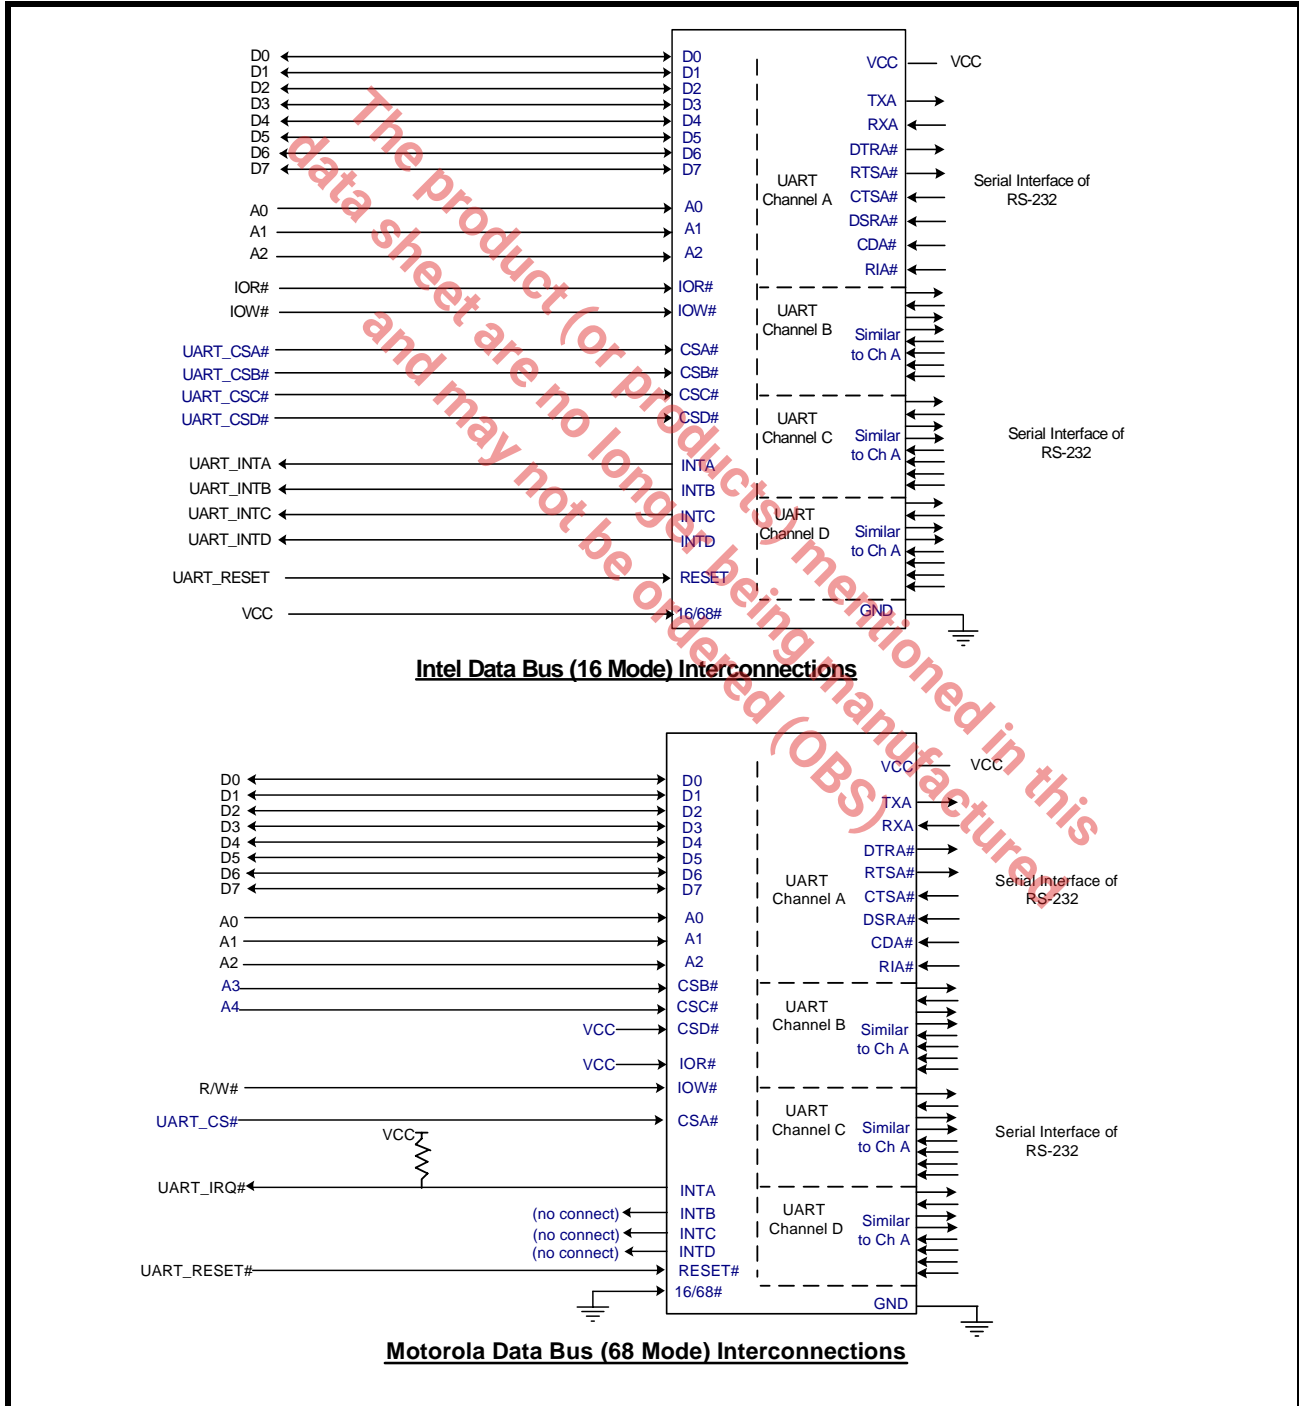 D0 D0
D1 D1
D2 D2
D3 D3
D4 D4
D5 D5
D6 D6
D7 D7
A0 A0
A1 A1
A2 A2
IOR# IOR#
IOW# IOW#
UART_CSA# CSA#
UART_CSB# CSB#
UART_CSC# CSC#
UART_CSD# CSD#
UART_INTA INTA
UART_INTB INTB
UART_INTC INTC
UART_INTD INTD
UART_RESET RESET
VCC 16/68#
UART
Channel A
UART
Channel B
UART
Channel C
UART
Channel D
VCC VCC
TXA
RXA
DTRA#
RTSA#
CTSA#
DSRA#
CDA#
RIA#
Similar
to Ch A
Similar
to Ch A
Similar
to Ch A
GND
Serial Interface of
RS-232
Serial Interface of
RS-232
Intel Data Bus (16 Mode) Interconnections
The product (or products) mentioned in this
data sheet are no longer being manufactured
and may not be ordered (OBS)
D0 D0
D1 D1
D2 D2
D3 D3
D4 D4
D5 D5
D6 D6
D7 D7
A0 A0
A1 A1
A2 A2
A3 CSB#
A4 CSC#
VCC CSD#
VCC IOR#
R/W# IOW#
UART_CS# CSA#
VCC
UART_IRQ# INTA
(no connect) INTB
(no connect) INTC
(no connect) INTD
UART_RESET# RESET#
16/68#
UART
Channel A
UART
Channel B
UART
Channel C
UART
Channel D
VCC VCC
TXA
RXA
DTRA#
RTSA#
CTSA#
DSRA#
CDA#
RIA#
Similar
to Ch A
Similar
to Ch A
Similar
to Ch A
GND
Serial Interface of
RS-232
Serial Interface of
RS-232
Motorola Data Bus (68 Mode) Interconnections